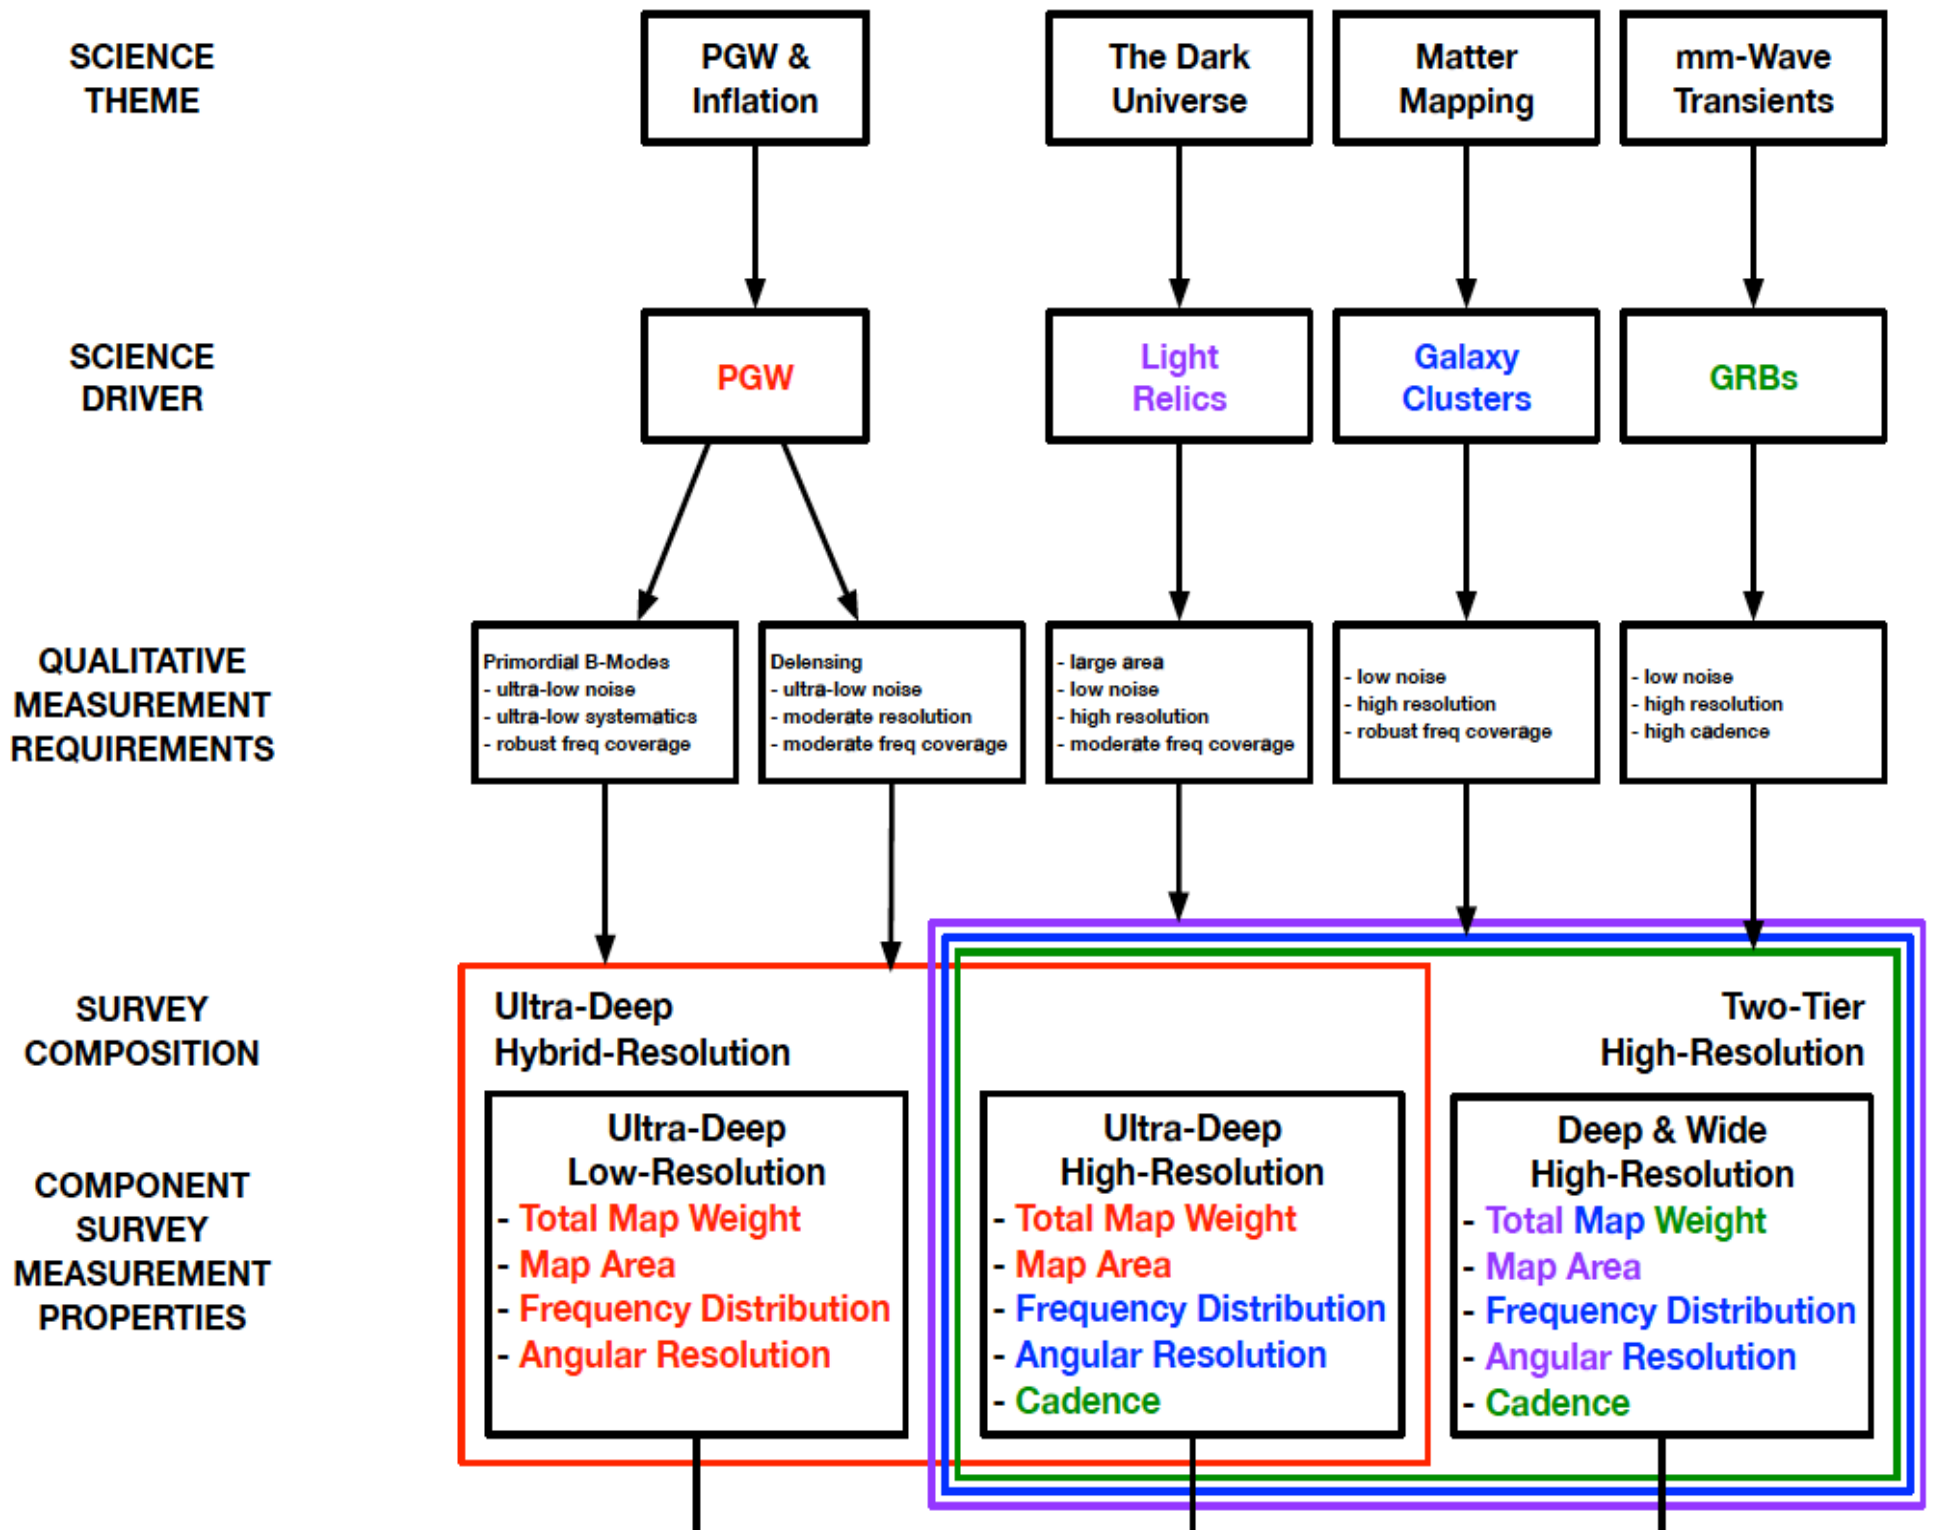 SCIENCE
THEME
PGW &
Inflation
The Dark
Universe
Matter
Mapping
mm-Wave
Transients
SCIENCE
DRIVER
PGW
Light
Relics
Galaxy
Clusters
GRBs
QUALITATIVE
MEASUREMENT
REQUIREMENTS
Primordial B-Modes
- ultra-low noise
- ultra-low systematics
- robust freq coverage
Delensing
- ultra-low noise
- moderate resolution
- moderate freq coverage
- large area
- low noise
- high resolution
- moderate freq coverage
- low noise
- high resolution
- robust freq coverage
- low noise
- high resolution
- high cadence
SURVEY
COMPOSITION
Ultra-Deep
Hybrid-Resolution
Two-Tier
High-Resolution
COMPONENT
SURVEY
MEASUREMENT
PROPERTIES
Ultra-Deep
Low-Resolution
- Total Map Weight
- Map Area
- Frequency Distribution
- Angular Resolution
Ultra-Deep
High-Resolution
- Total Map Weight
- Map Area
- Frequency Distribution
- Angular Resolution
- Cadence
Deep & Wide
High-Resolution
- Total Map Weight
- Map Area
- Frequency Distribution
- Angular Resolution
- Cadence